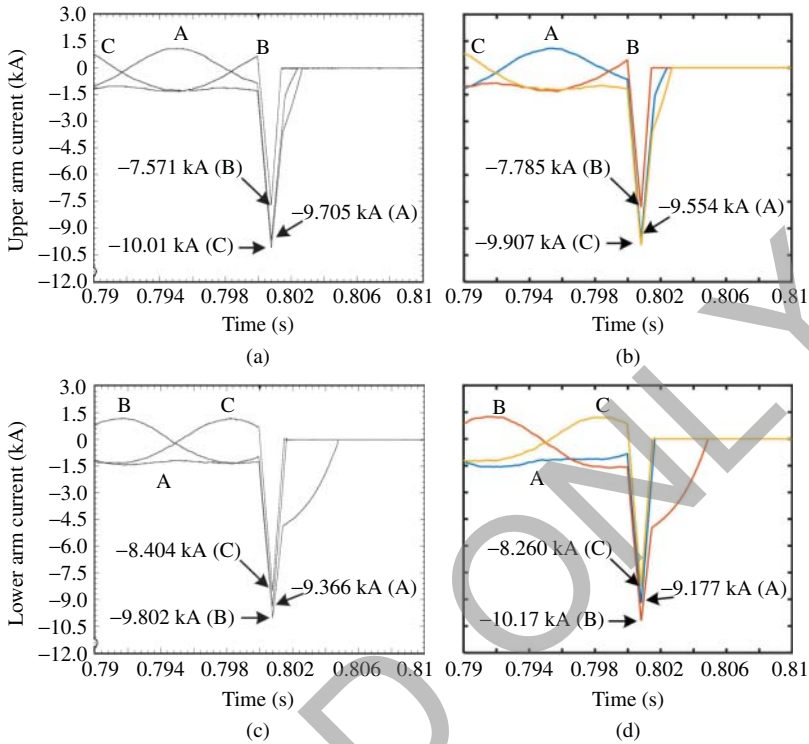 3.0
1.5
0
−1.5
−3.0
−4.5
−6.0
−7.5
−9.0
−10.5
−12.0
Upper arm current (kA)
C
A
B
−7.571 kA (B)
−9.705 kA (A)
−10.01 kA (C)
0.79 0.794 0.798 0.802 0.806 0.81
Time (s)
(a)
C
A
B
−7.785 kA (B)
−9.554 kA (A)
−9.907 kA (C)
0.79 0.794 0.798 0.802 0.806 0.81
Time (s)
(b)
3.0
1.5
0
−1.5
−3.0
−4.5
−6.0
−7.5
−9.0
−10.5
−12.0
Lower arm current (kA)
B
C
A
−8.404 kA (C)
−9.366 kA (A)
−9.802 kA (B)
0.79 0.794 0.798 0.802 0.806 0.81
Time (s)
(c)
B
C
A
−8.260 kA (C)
−9.177 kA (A)
−10.17 kA (B)
0.79 0.794 0.798 0.802 0.806 0.81
Time (s)
(d)
D ONLY